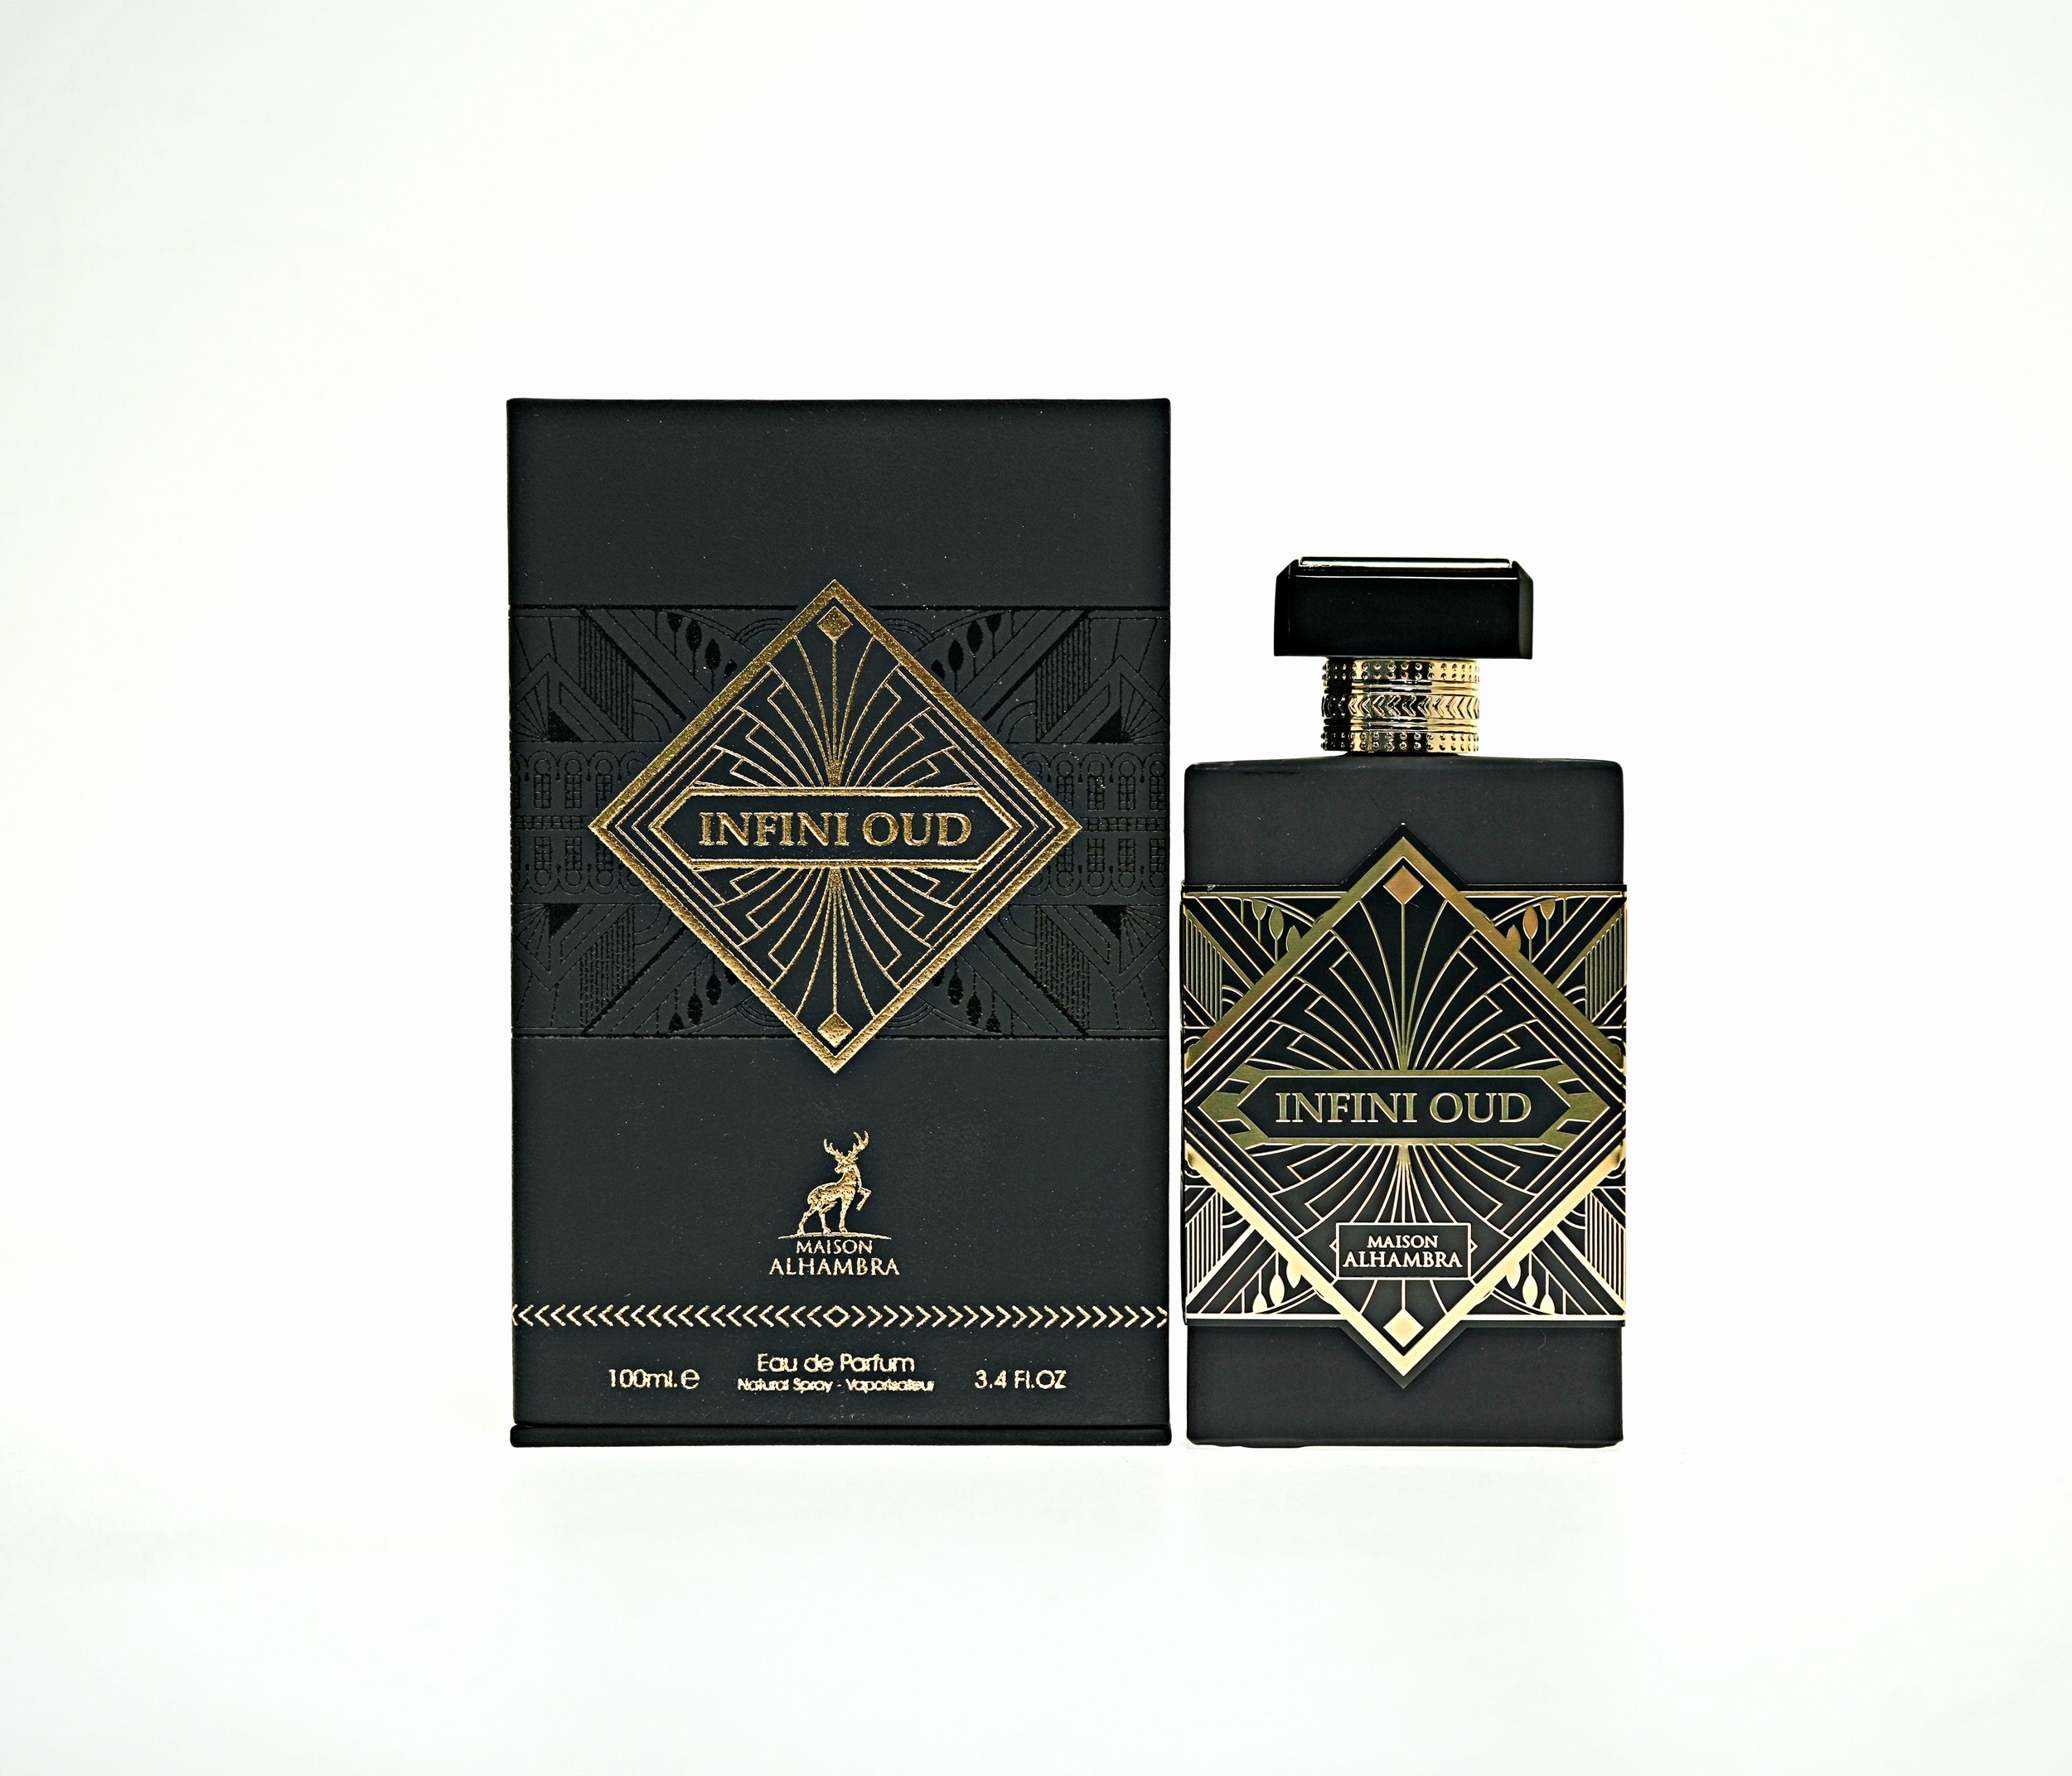 INFINI OUD
MAISON
ALHAMBRA
100ml.e
Eau de Parfum
Natural Spray - Vaporisateur
3.4 Fl.OZ
INFINI OUD
MAISON
ALHAMBRA